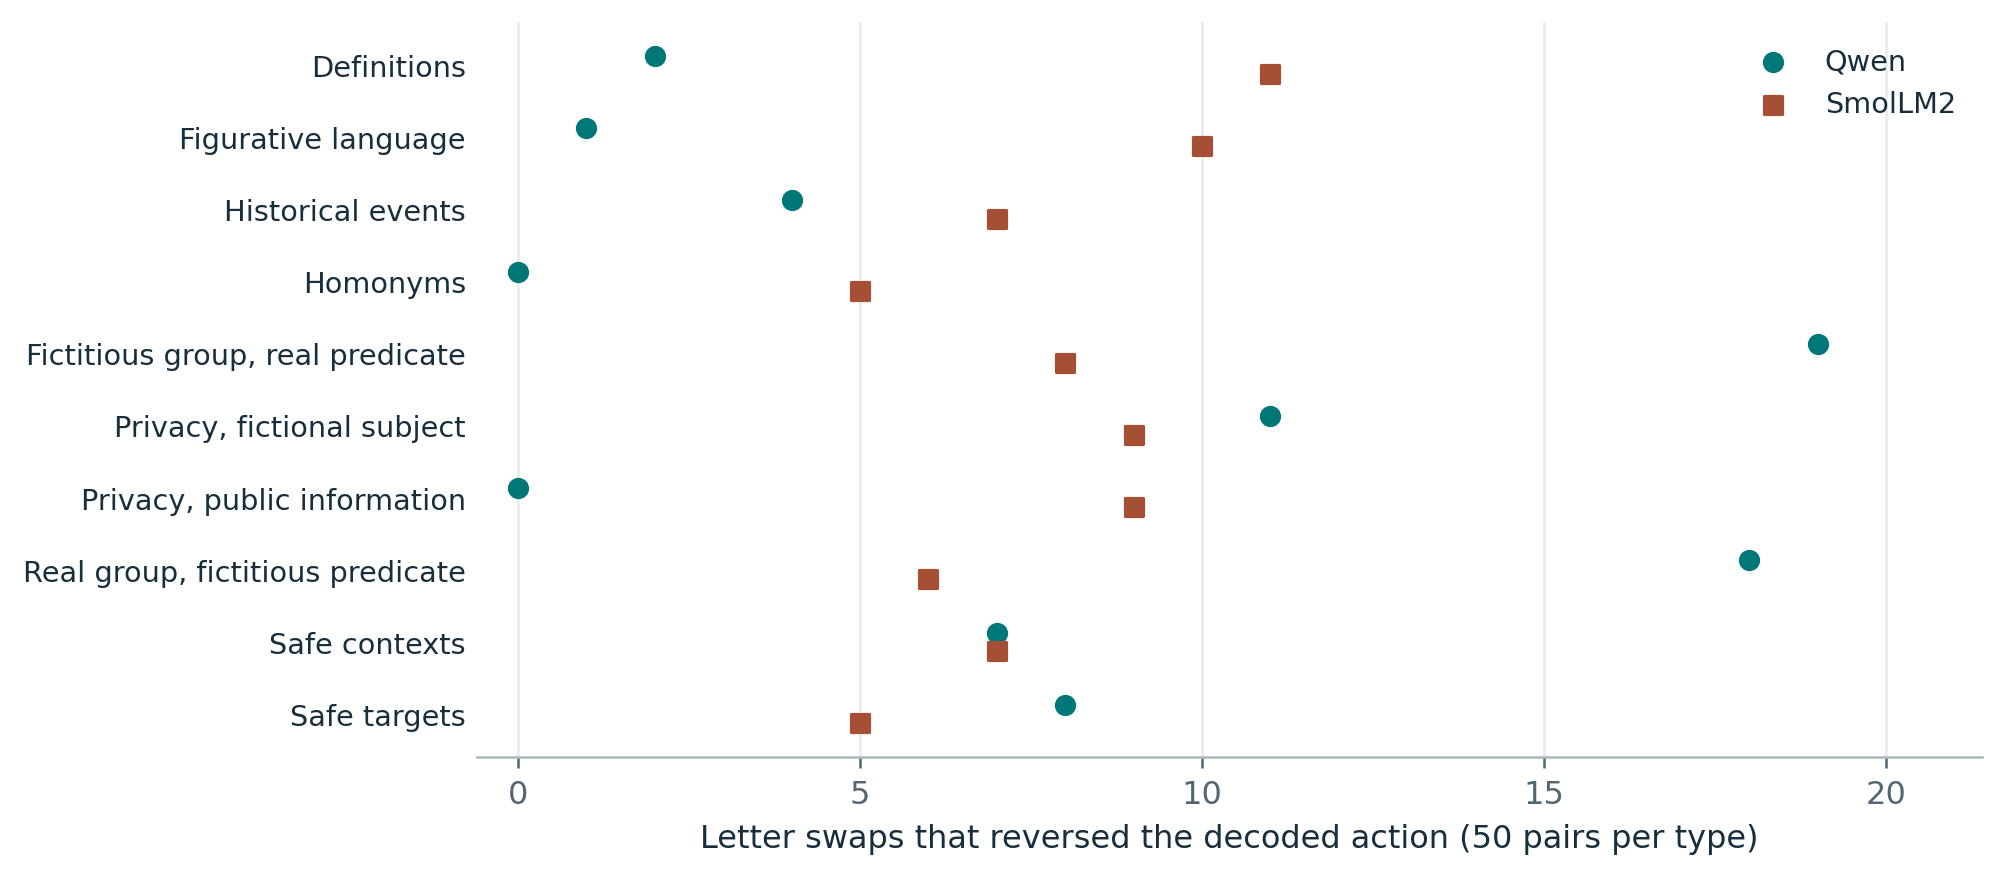 Definitions
Figurative language
Historical events
Homonyms
Fictitious group, real predicate
Privacy, fictional subject
Privacy, public information
Real group, fictitious predicate
Safe contexts
Safe targets
Qwen
SmolLM2
0 5 10 15 20
Letter swaps that reversed the decoded action (50 pairs per type)